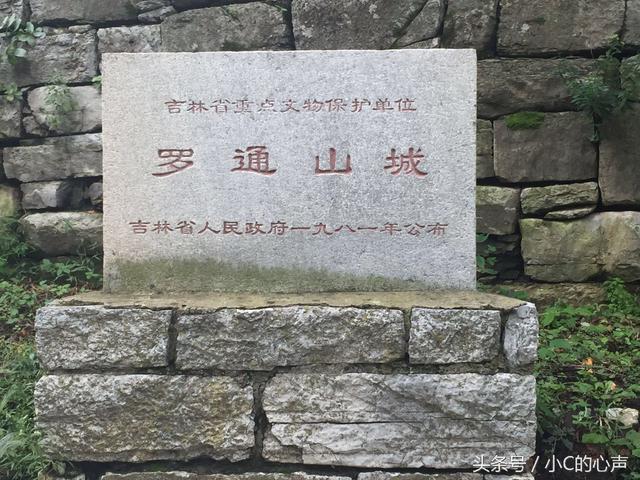 吉林省重点文物保护单位
罗通山城
吉林省人民政府一九八一年公布
头条号 / 小C的心声